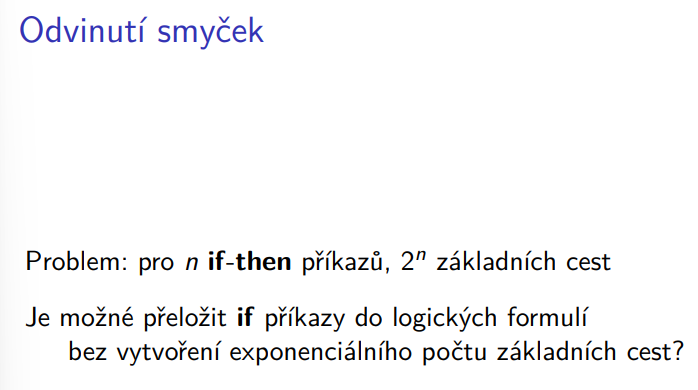 Odvinutí smyček
Problem: pro n if-then příkazů, 2ⁿ základních cest
Je možné přeložit if příkazy do logických formulí
bez vytvoření exponenciálního počtu základních cest?